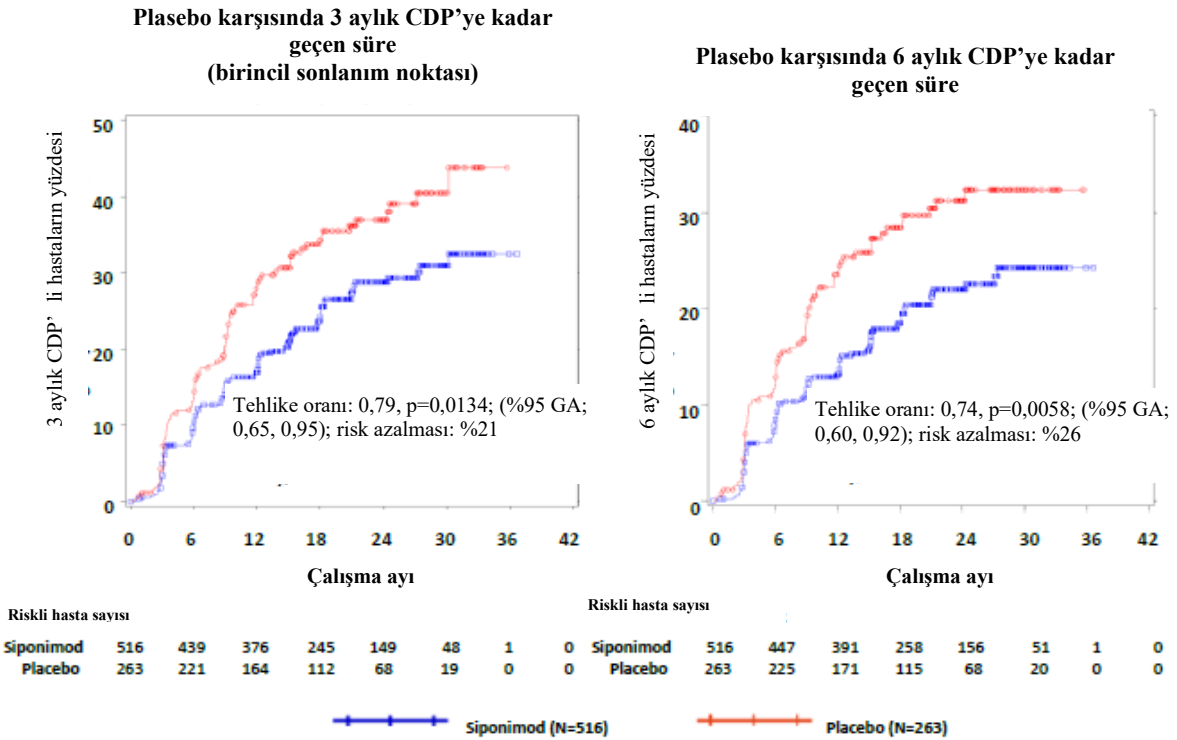 Plasebo karşısında 3 aylık CDP’ye kadar
geçen süre
(birincil sonlanım noktası)
3 aylık CDP’ li hastaların yüzdesi
50
40
30
20
10
0
Tehlike oranı: 0,79, p=0,0134; (%95 GA;
0,65, 0,95); risk azalması: %21
0 6 12 18 24 30 36 42
Çalışma ayı
Plasebo karşısında 6 aylık CDP’ye kadar
geçen süre
6 aylık CDP’ li hastaların yüzdesi
40
30
20
10
0
Tehlike oranı: 0,74, p=0,0058; (%95 GA;
0,60, 0,92); risk azalması: %26
0 6 12 18 24 30 36 42
Çalışma ayı
Riskli hasta sayısı
Siponimod 516 439 376 245 149 48 1 0
Placebo 263 221 164 112 68 19 0 0
Riskli hasta sayısı
Siponimod 516 447 391 258 156 51 1 0
Placebo 263 225 171 115 68 20 0 0
Siponimod (N=516)
Placebo (N=263)